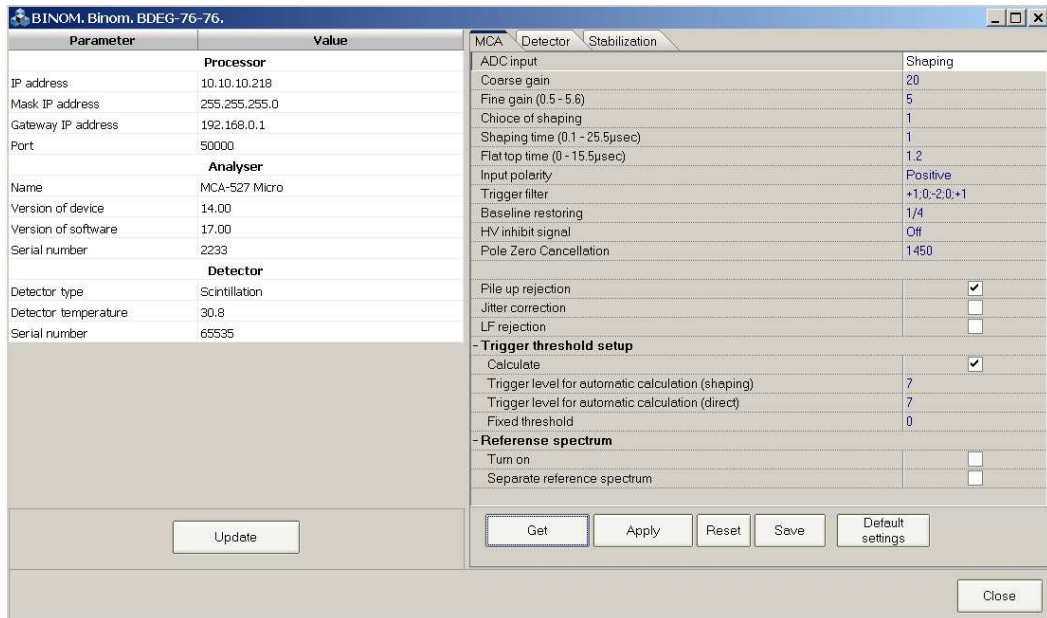 BINOM. Binom. BDEG-76-76.
Parameter Value
Processor
IP address 10.10.10.218
Mask IP address 255.255.255.0
Gateway IP address 192.168.0.1
Port 50000
Analyser
Name MCA-527 Micro
Version of device 14.00
Version of software 17.00
Serial number 2233
Detector
Detector type Scintillation
Detector temperature 30.8
Serial number 65535
Update
MCA Detector Stabilization
ADC input Shaping
Coarse gain 20
Fine gain (0.5 - 5.6) 5
Chioce of shaping 1
Shaping time (0.1 - 25.5µsec) 1
Flat top time (0 - 15.5µsec) 1.2
Input polarity Positive
Trigger filter +1;0;-2;0;+1
Baseline restoring 1/4
HV inhibit signal Off
Pole Zero Cancellation 1450
Pile up rejection
Jitter correction
LF rejection
- Trigger threshold setup
Calculate
Trigger level for automatic calculation (shaping) 7
Trigger level for automatic calculation (direct) 7
Fixed threshold 0
- Referense spectrum
Turn on
Separate reference spectrum
Get Apply Reset Save Default
settings
Close